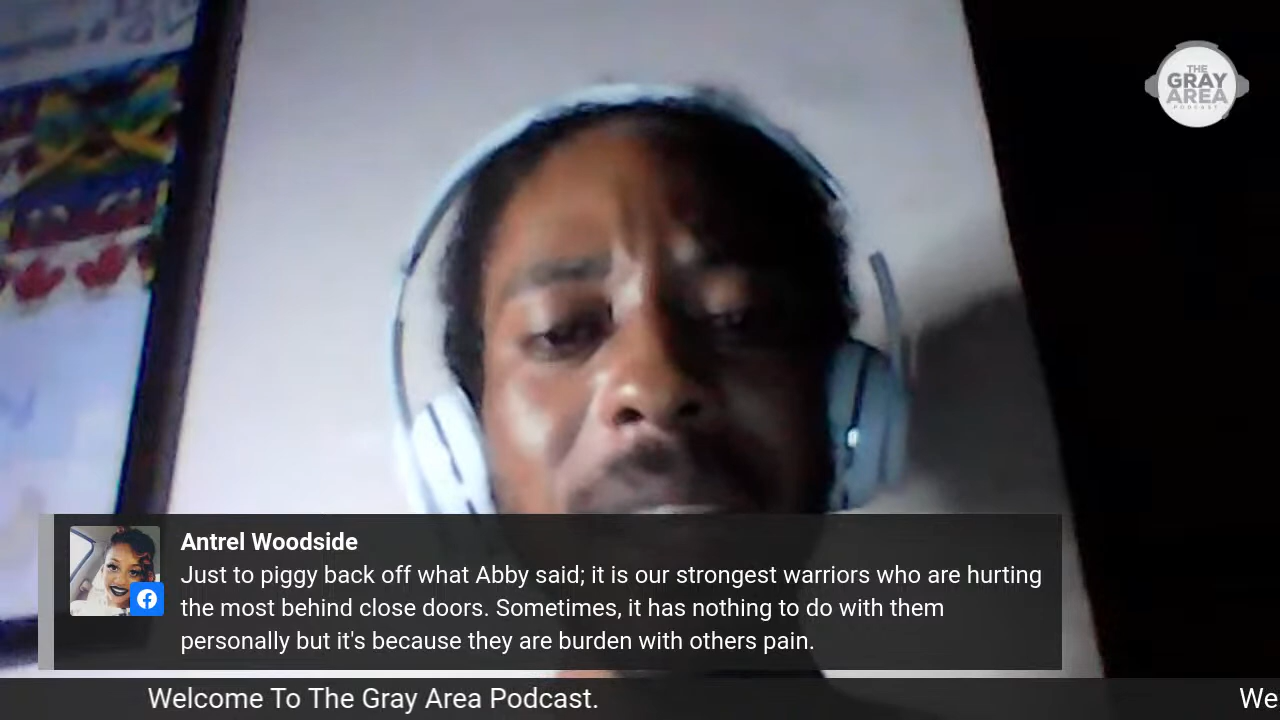 THE
GRAY
AREA
PODCAST
Antrel Woodside
Just to piggy back off what Abby said; it is our strongest warriors who are hurting
the most behind close doors. Sometimes, it has nothing to do with them
personally but it's because they are burden with others pain.
Welcome To The Gray Area Podcast.
We